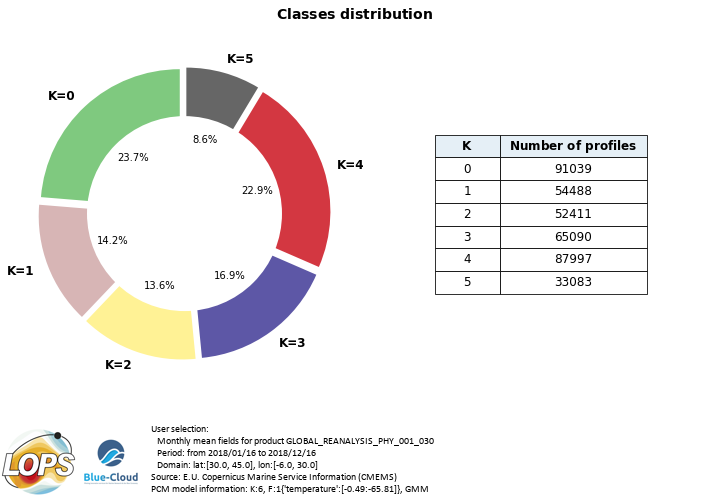 Classes distribution
K=5
K=0
8.6%
23.7%
K=4
22.9%
14.2%
K=1
16.9%
13.6%
K=3
K=2
K Number of profiles
0 91039
1 54488
2 52411
3 65090
4 87997
5 33083
LOPS
Blue-Cloud
User selection:
Monthly mean fields for product GLOBAL_REANALYSIS_PHY_001_030
Period: from 2018/01/16 to 2018/12/16
Domain: lat:[30.0, 45.0], lon:[-6.0, 30.0]
Source: E.U. Copernicus Marine Service Information (CMEMS)
PCM model information: K:6, F:1{'temperature':[-0.49:-65.81]}, GMM